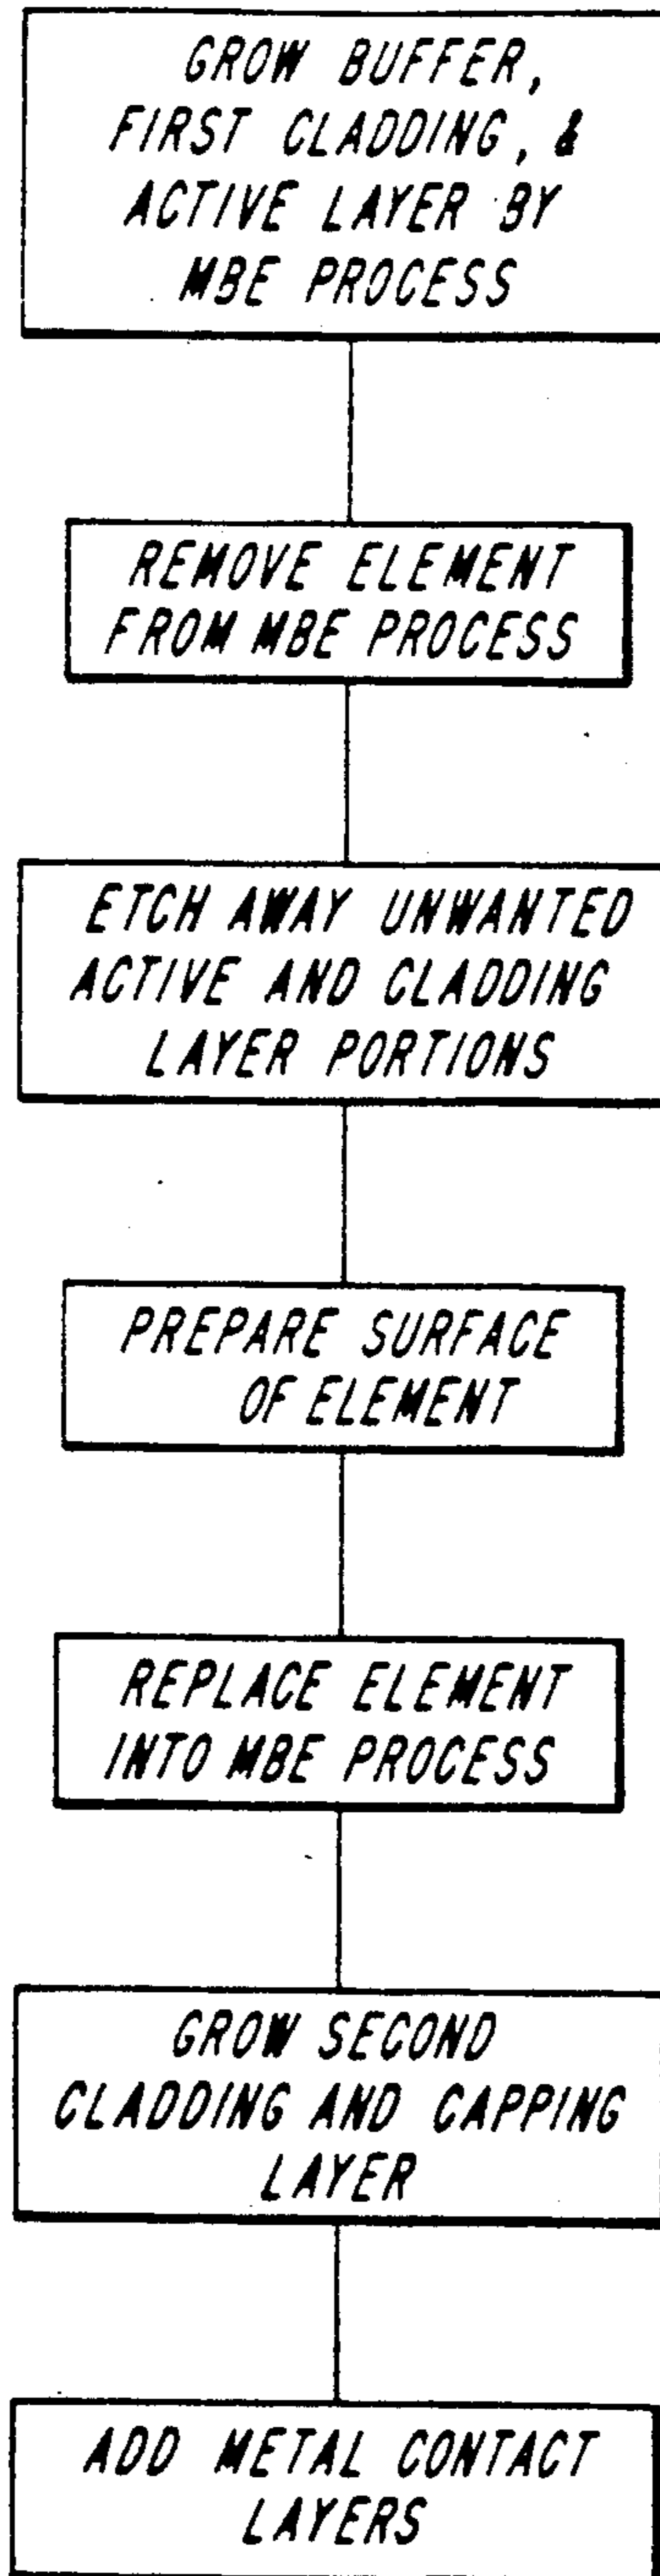 GROW BUFFER,
FIRST CLADDING, &
ACTIVE LAYER BY
MBE PROCESS
REMOVE ELEMENT
FROM MBE PROCESS
ETCH AWAY UNWANTED
ACTIVE AND CLADDING
LAYER PORTIONS
PREPARE SURFACE
OF ELEMENT
REPLACE ELEMENT
INTO MBE PROCESS
GROW SECOND
CLADDING AND CAPPING
LAYER
ADD METAL CONTACT
LAYERS